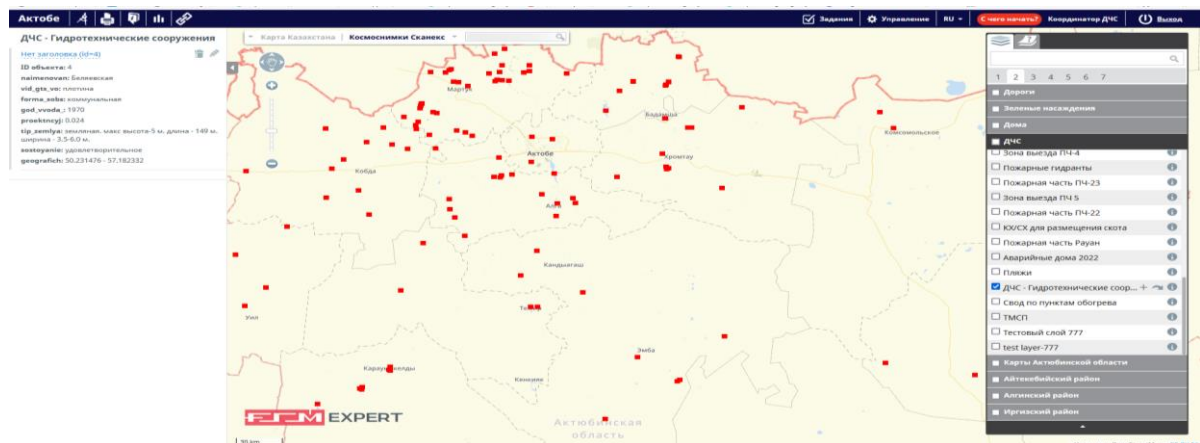 Актобе
Задания
Управление
RU
С чего начать?
Координатор ДЧС
Выход
ДЧС - Гидротехнические сооружения
Нет заголовка (id=4)
ID объекта: 4
naimenovan: Беляевская
vid_gts_vo: плотина
forma_sobs: коммунальная
god_vvoda_: 1970
proektncyj: 0.024
tip_zemlya: земляная. макс высота-5 м. длина - 149 м.
ширина - 3.5-6.0 м.
sostoyanie: удовлетворительное
geografich: 50.231476 - 57.182332
Карта Казахстана
Космоснимки Сканекс
Мартук
Бадамша
Комсомольское
Актобе
Хромтау
Кобда
Алга
Кандыагаш
Уил
Эмба
Кенкияк
Актюбинская
область
EXPERT
1 2 3 4 5 6 7
Дороги
Зеленые насаждения
Дома
ДЧС
Зона выезда ПЧ-4
Пожарные гидранты
Пожарная часть ПЧ-23
Зона выезда ПЧ 5
Пожарная часть ПЧ-22
КХ/СХ для размещения скота
Пожарная часть Рауан
Аварийные дома 2022
Пляжи
ДЧС - Гидротехнические соор...
Свод по пунктам обогрева
ТМСП
Тестовый слой 777
test layer-777
Карты Актюбинской области
Айтекебийский район
Алгинский район
Иргизский район